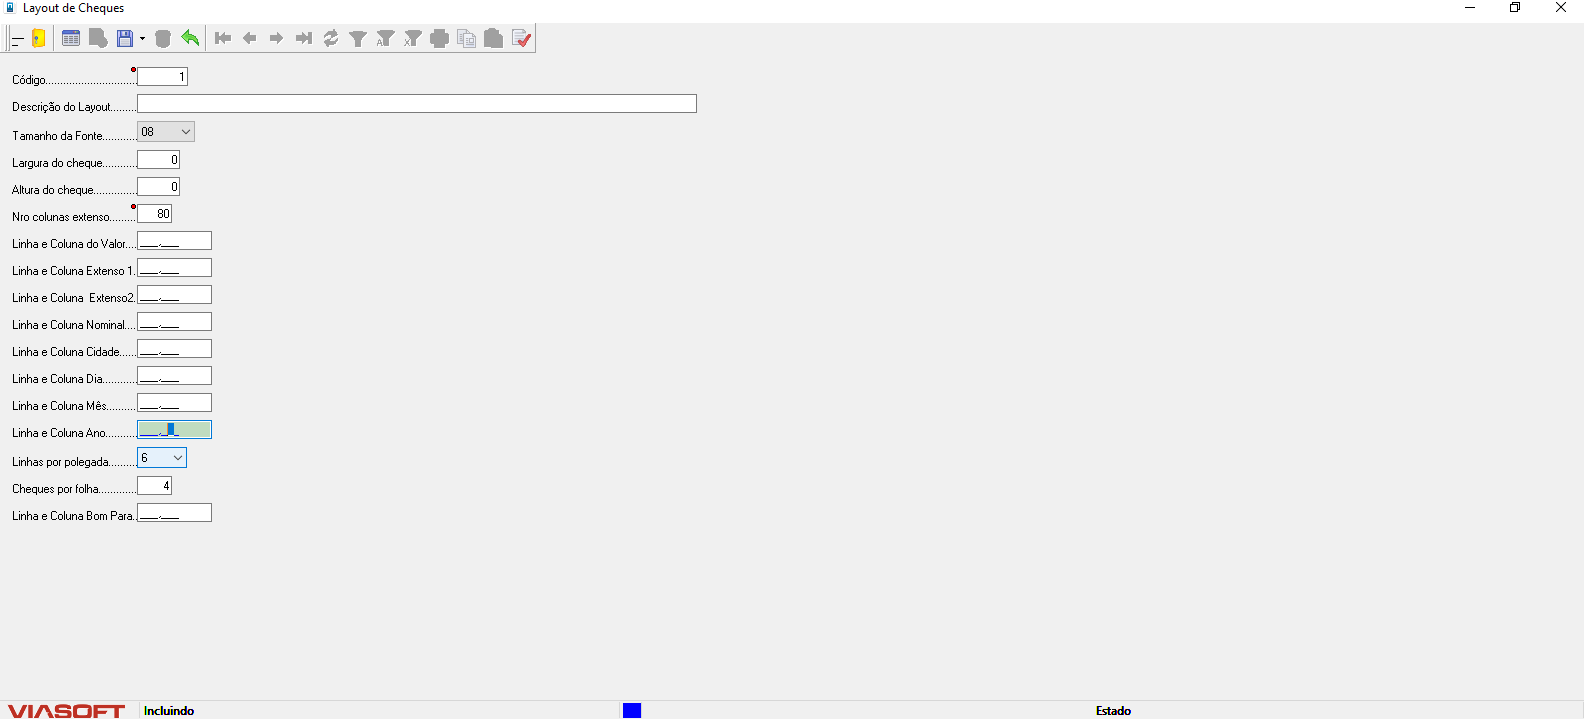 Layout de Cheques
Código............................... 1
Descrição do Layout.........
Tamanho da Fonte............ 08
Largura do cheque............ 0
Altura do cheque............... 0
Nro colunas extenso......... 80
Linha e Coluna do Valor.... ___,___
Linha e Coluna Extenso 1. ___,___
Linha e Coluna  Extenso2. ___,___
Linha e Coluna Nominal.... ___,___
Linha e Coluna Cidade...... ___,___
Linha e Coluna Dia............ ___,___
Linha e Coluna Mês.......... ___,___
Linha e Coluna Ano........... ___,___
Linhas por polegada......... 6
Cheques por folha............. 4
Linha e Coluna Bom Para.. ___,___
VIASOFT Incluindo Estado